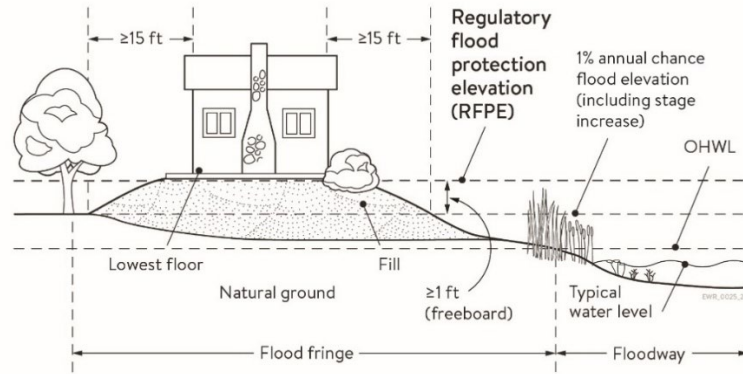 ≥15 ft
≥15 ft
Regulatory
flood
protection
elevation
(RFPE)
1% annual chance
flood elevation
(including stage
increase)
OHWL
Lowest floor
Fill
Natural ground
≥1 ft
(freeboard)
Typical
water level
Flood fringe
Floodway